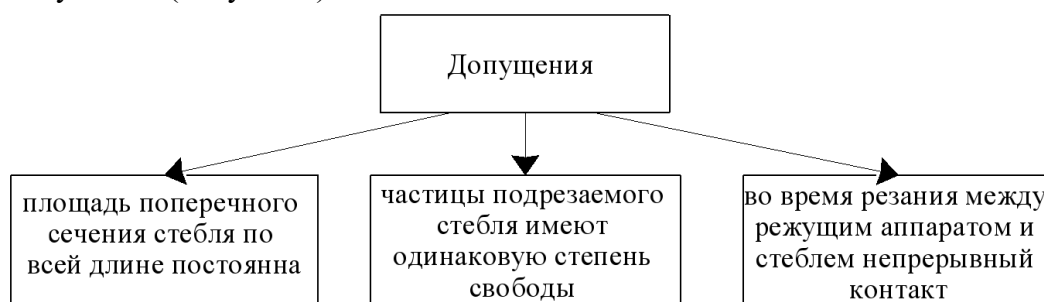 Допущения
площадь поперечного
сечения стебля по
всей длине постоянна
частицы подрезаемого
стебля имеют
одинаковую степень
свободы
во время резания между
режущим аппаратом и
стеблем непрерывный
контакт